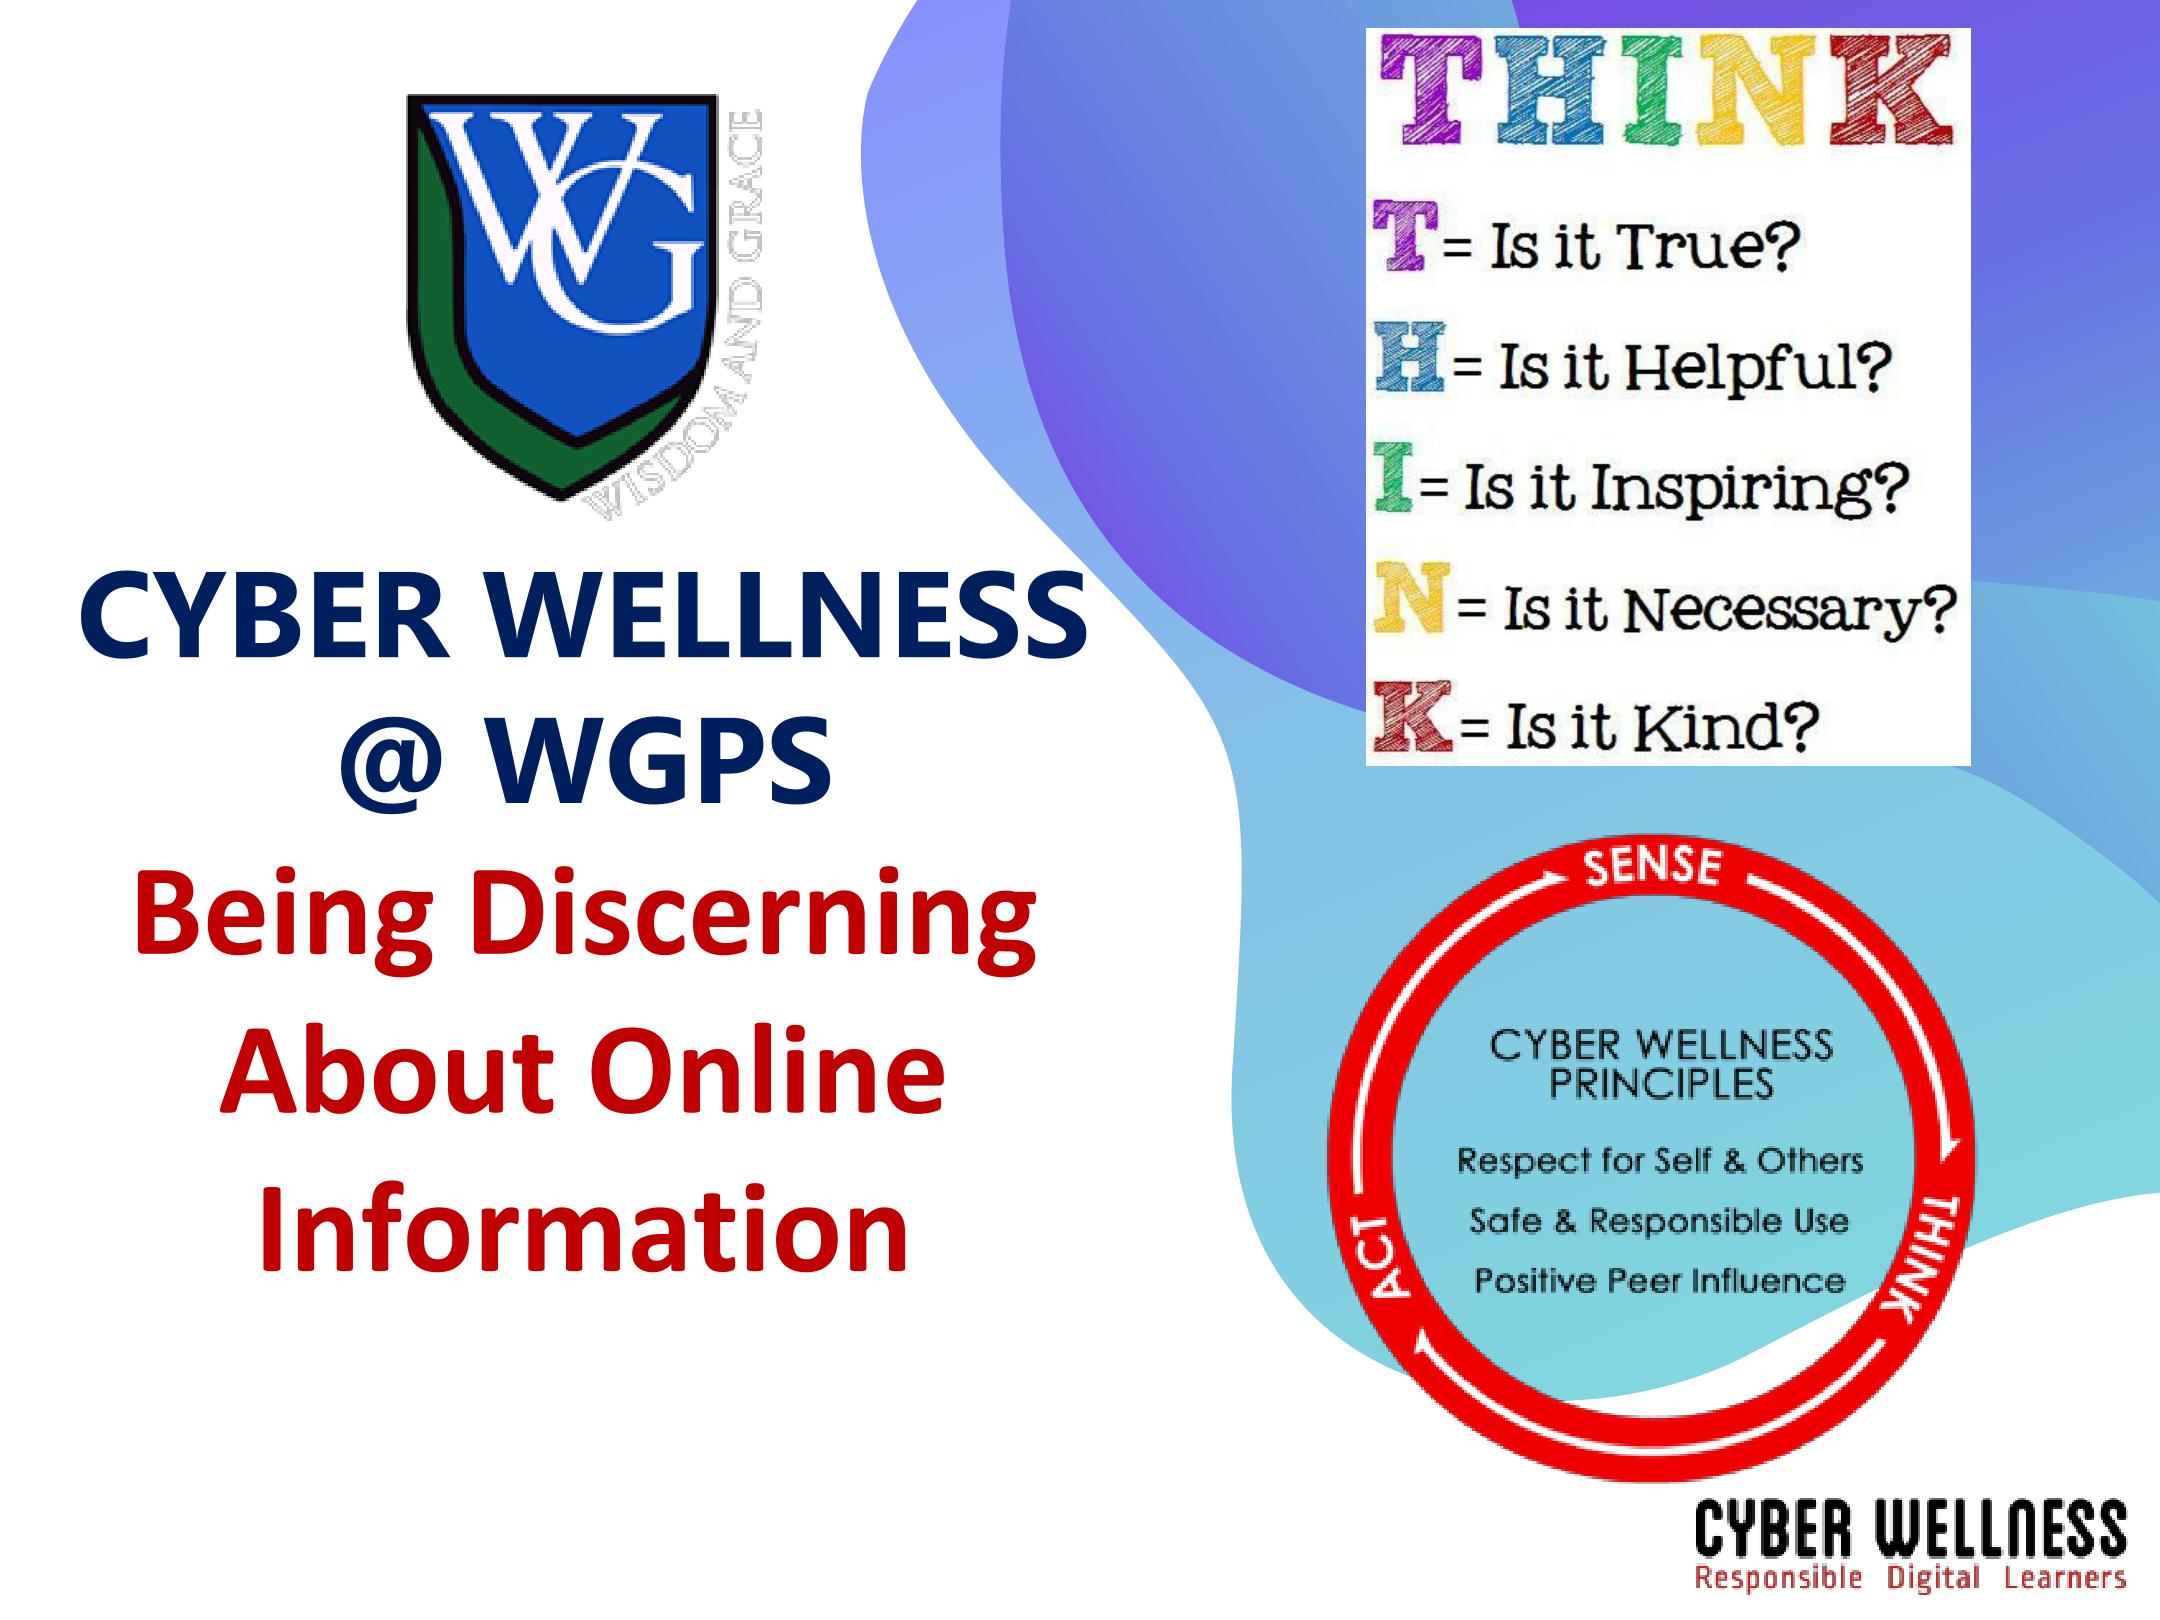 WG
WISDOM AND GRACE
CYBER WELLNESS
@ WGPS
Being Discerning
About Online
Information
THINK
T = Is it True?
H = Is it Helpful?
I = Is it Inspiring?
N = Is it Necessary?
K = Is it Kind?
SENSE
THINK
ACT
CYBER WELLNESS
PRINCIPLES
Respect for Self & Others
Safe & Responsible Use
Positive Peer Influence
CYBER WELLNESS
Responsible Digital Learners